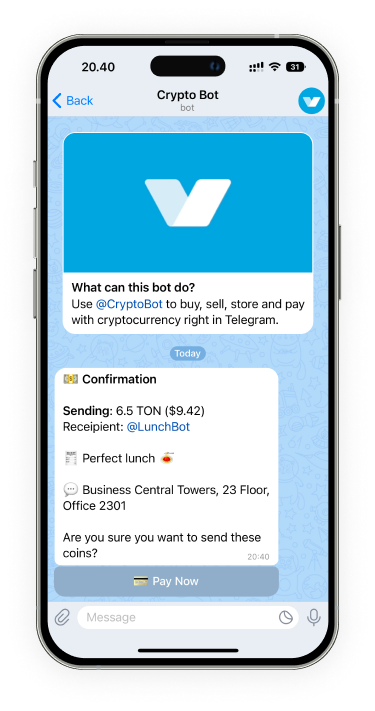 20.40
31
Back
Crypto Bot
bot
What can this bot do?
Use @CryptoBot to buy, sell, store and pay
with cryptocurrency right in Telegram.
Today
💵 Confirmation
Sending: 6.5 TON ($9.42)
Receipient: @LunchBot
🧾 Perfect lunch 🍝
💬 Business Central Towers, 23 Floor,
Office 2301
Are you sure you want to send these
coins?
20:40
💳 Pay Now
Message